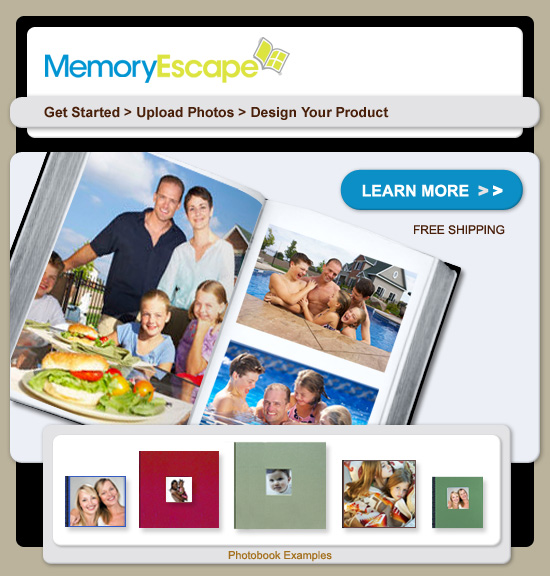 MemoryEscape
Get Started > Upload Photos > Design Your Product
LEARN MORE >>
FREE SHIPPING
Photobook Examples